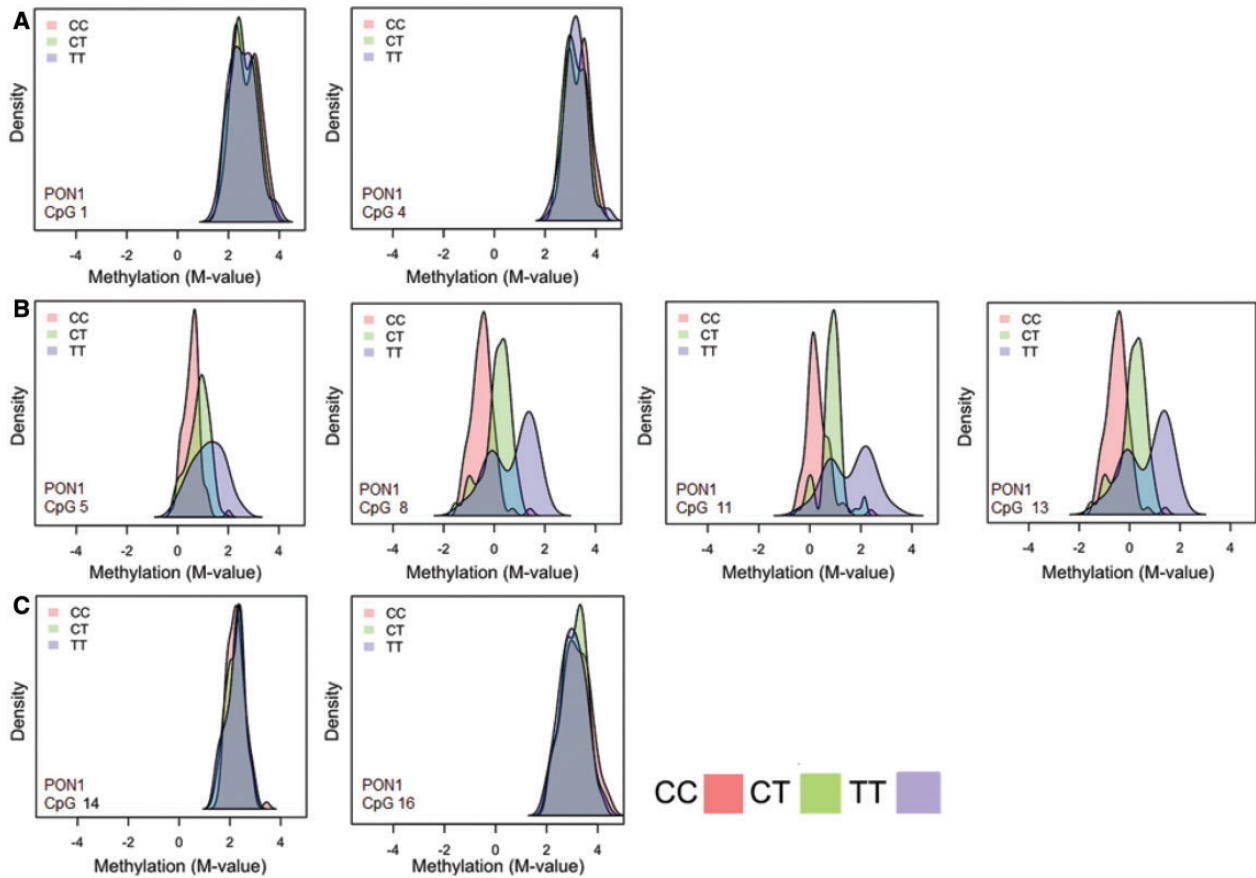 A
CC
CT
TT
Density
PON1
CpG 1
-4 -2 0 2 4
Methylation (M-value)
CC
CT
TT
Density
PON1
CpG 4
-4 -2 0 2 4
Methylation (M-value)
B
CC
CT
TT
Density
PON1
CpG 5
-4 -2 0 2 4
Methylation (M-value)
CC
CT
TT
Density
PON1
CpG 8
-4 -2 0 2 4
Methylation (M-value)
CC
CT
TT
Density
PON1
CpG 11
-4 -2 0 2 4
Methylation (M-value)
CC
CT
TT
Density
PON1
CpG 13
-4 -2 0 2 4
Methylation (M-value)
C
CC
CT
TT
Density
PON1
CpG 14
-4 -2 0 2 4
Methylation (M-value)
CC
CT
TT
Density
PON1
CpG 16
-4 -2 0 2 4
Methylation (M-value)
CC CT TT